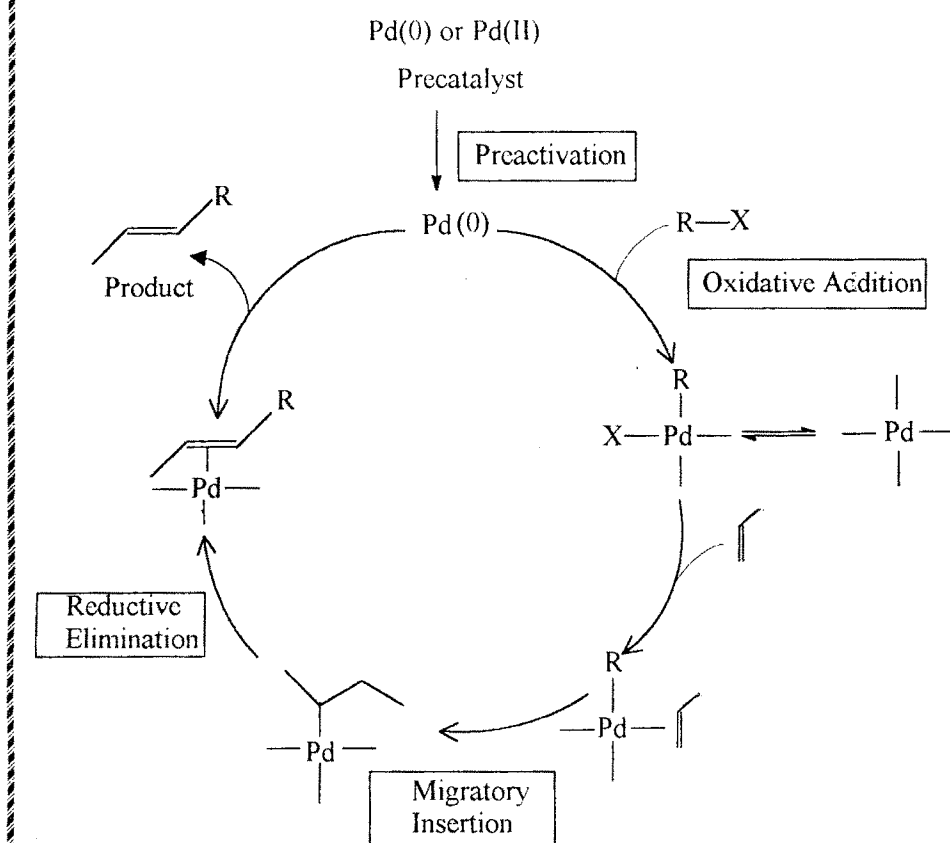 Pd(0) or Pd(II)
Precatalyst
Preactivation
R
Pd(0)
R—X
Product
Oxidative Addition
R
R
X—Pd—
—Pd—
—Pd—
Reductive
Elimination
R
—Pd—
—Pd—
Migratory
Insertion